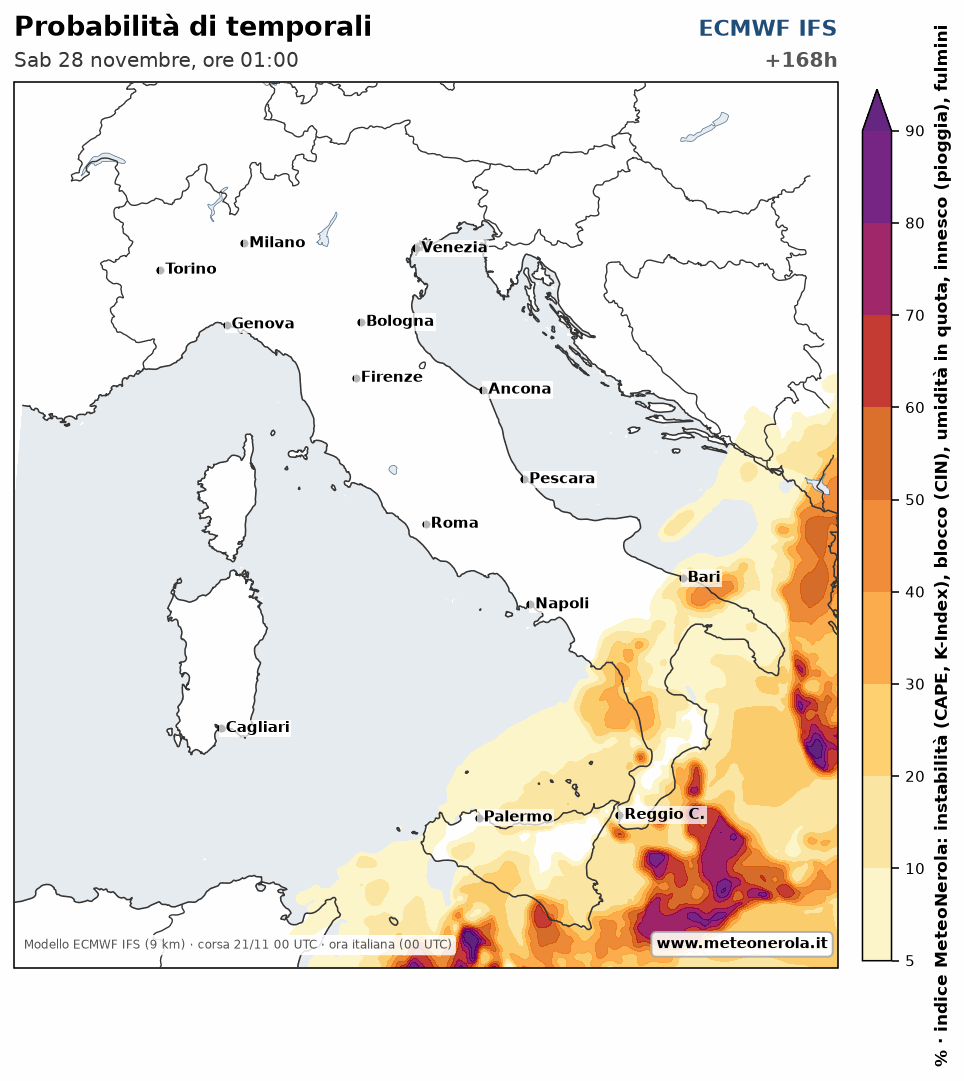 Probabilità di temporali
ECMWF IFS
Sab 28 novembre, ore 01:00
+168h
Milano
Venezia
Torino
Genova
Bologna
Firenze
Ancona
Pescara
Roma
Bari
Napoli
Cagliari
Palermo
Reggio C.
Modello ECMWF IFS (9 km) · corsa 21/11 00 UTC · ora italiana (00 UTC)
www.meteonerola.it
90
80
70
60
50
40
30
20
10
5
% · indice MeteoNerola: instabilità (CAPE, K-Index), blocco (CIN), umidità in quota, innesco (pioggia), fulmini